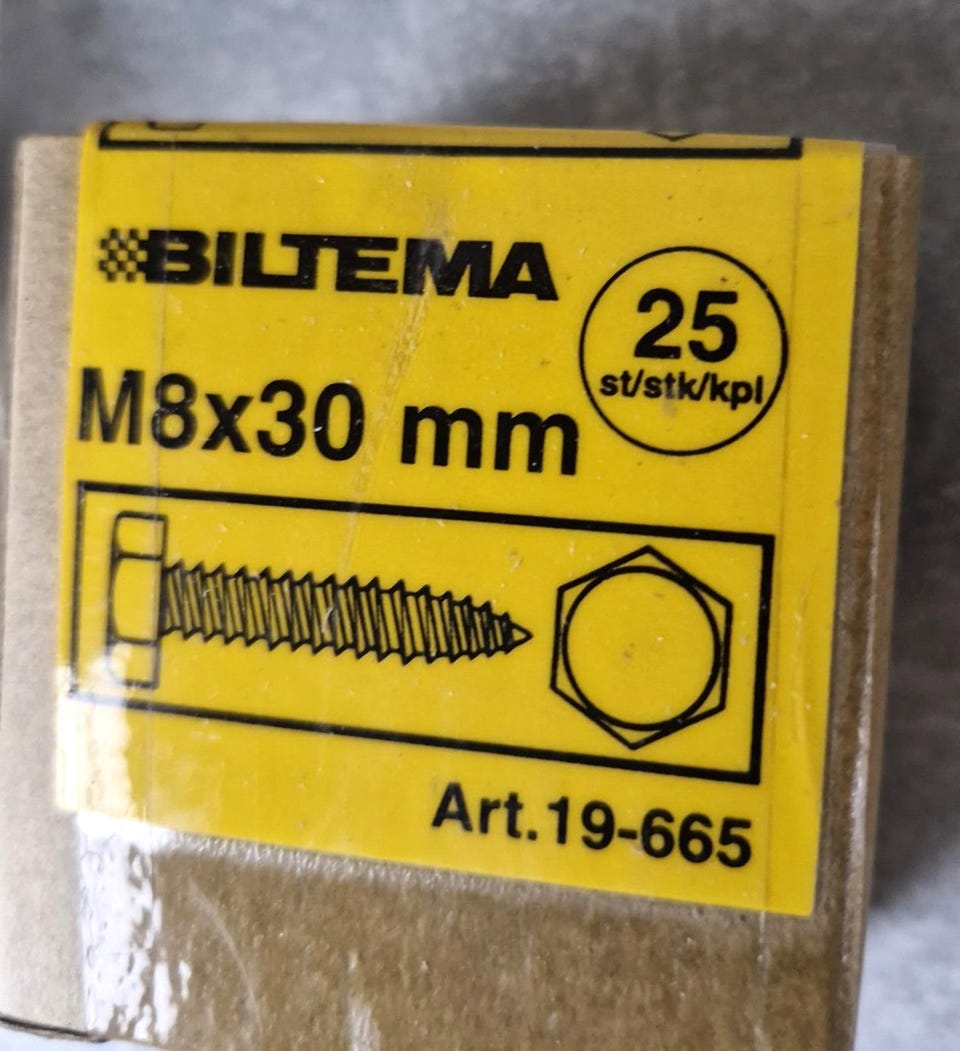 BILTEMA
25
st/stk/kpl
M8x30 mm
Art.19-665